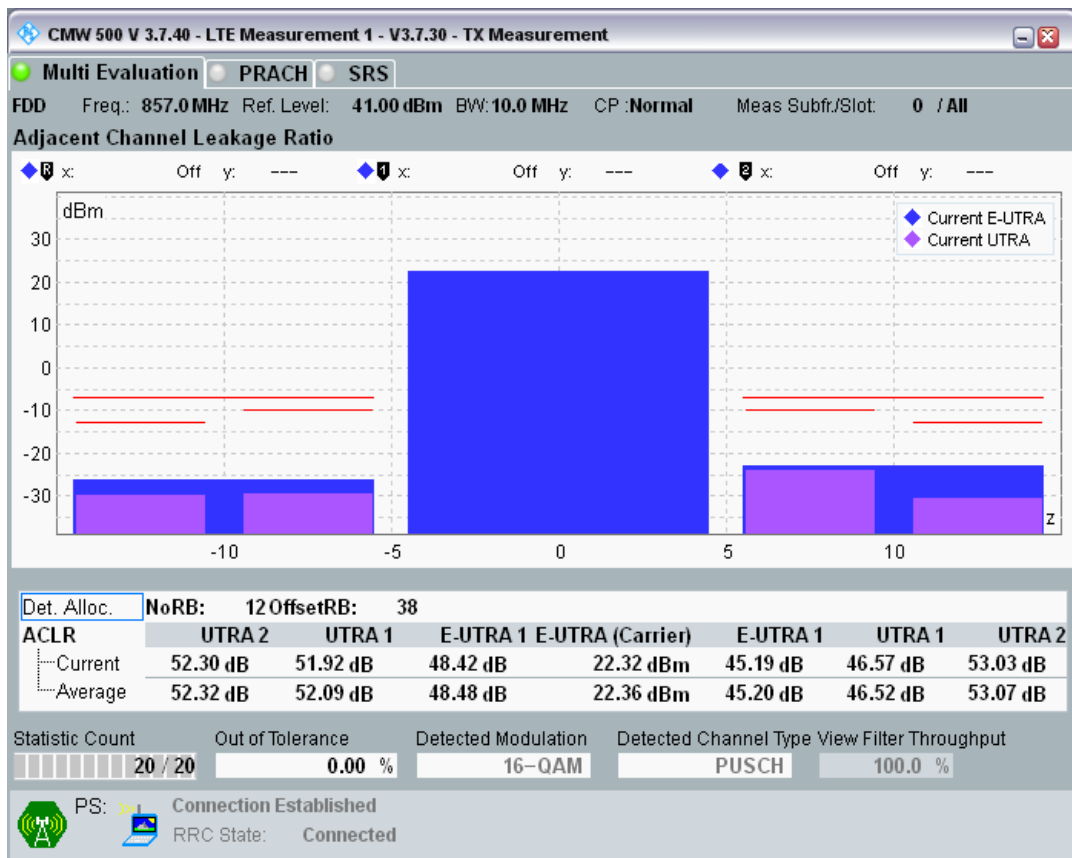 CMW 500 V 3.7.40 - LTE Measurement 1 - V3.7.30 - TX Measurement
Multi Evaluation PRACH SRS
FDD Freq.: 857.0 MHz Ref. Level: 41.00 dBm BW: 10.0 MHz CP :Normal Meas Subfr./Slot: 0 / All
Adjacent Channel Leakage Ratio
R x: Off y: --- 1 x: Off y: --- 2 x: Off y: ---
dBm
Current E-UTRA
Current UTRA
30
20
10
0
-10
-20
-30
z
-10 -5 0 5 10
Det. Alloc. NoRB: 12 OffsetRB: 38
ACLR UTRA 2 UTRA 1 E-UTRA 1 E-UTRA (Carrier) E-UTRA 1 UTRA 1 UTRA 2
Current 52.30 dB 51.92 dB 48.42 dB 22.32 dBm 45.19 dB 46.57 dB 53.03 dB
Average 52.32 dB 52.09 dB 48.48 dB 22.36 dBm 45.20 dB 46.52 dB 53.07 dB
Statistic Count Out of Tolerance Detected Modulation Detected Channel Type View Filter Throughput
20 / 20 0.00 % 16-QAM PUSCH 100.0 %
PS: Connection Established
RRC State: Connected